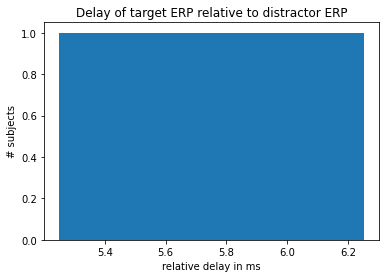 Delay of target ERP relative to distractor ERP
# subjects
1.0
0.8
0.6
0.4
0.2
0.0
5.4 5.6 5.8 6.0 6.2
relative delay in ms